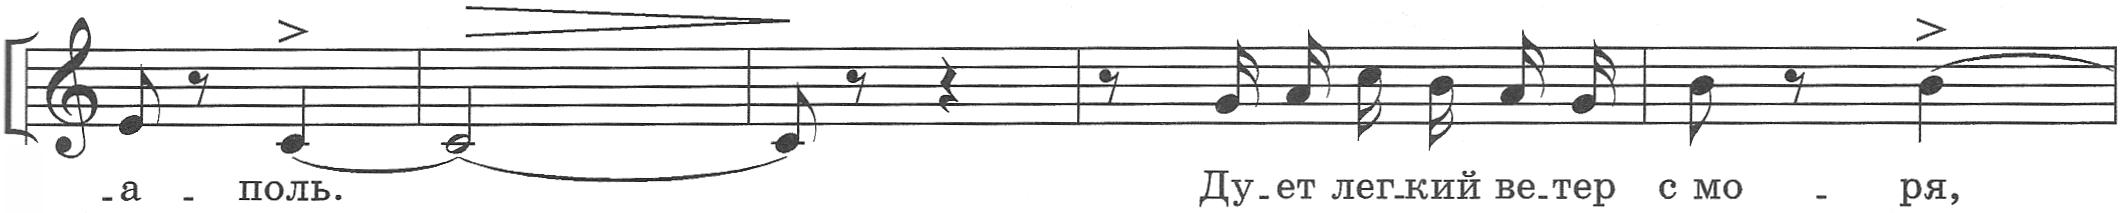 -а - поль. Ду-ет лег-кий ве-тер с мо - ря,